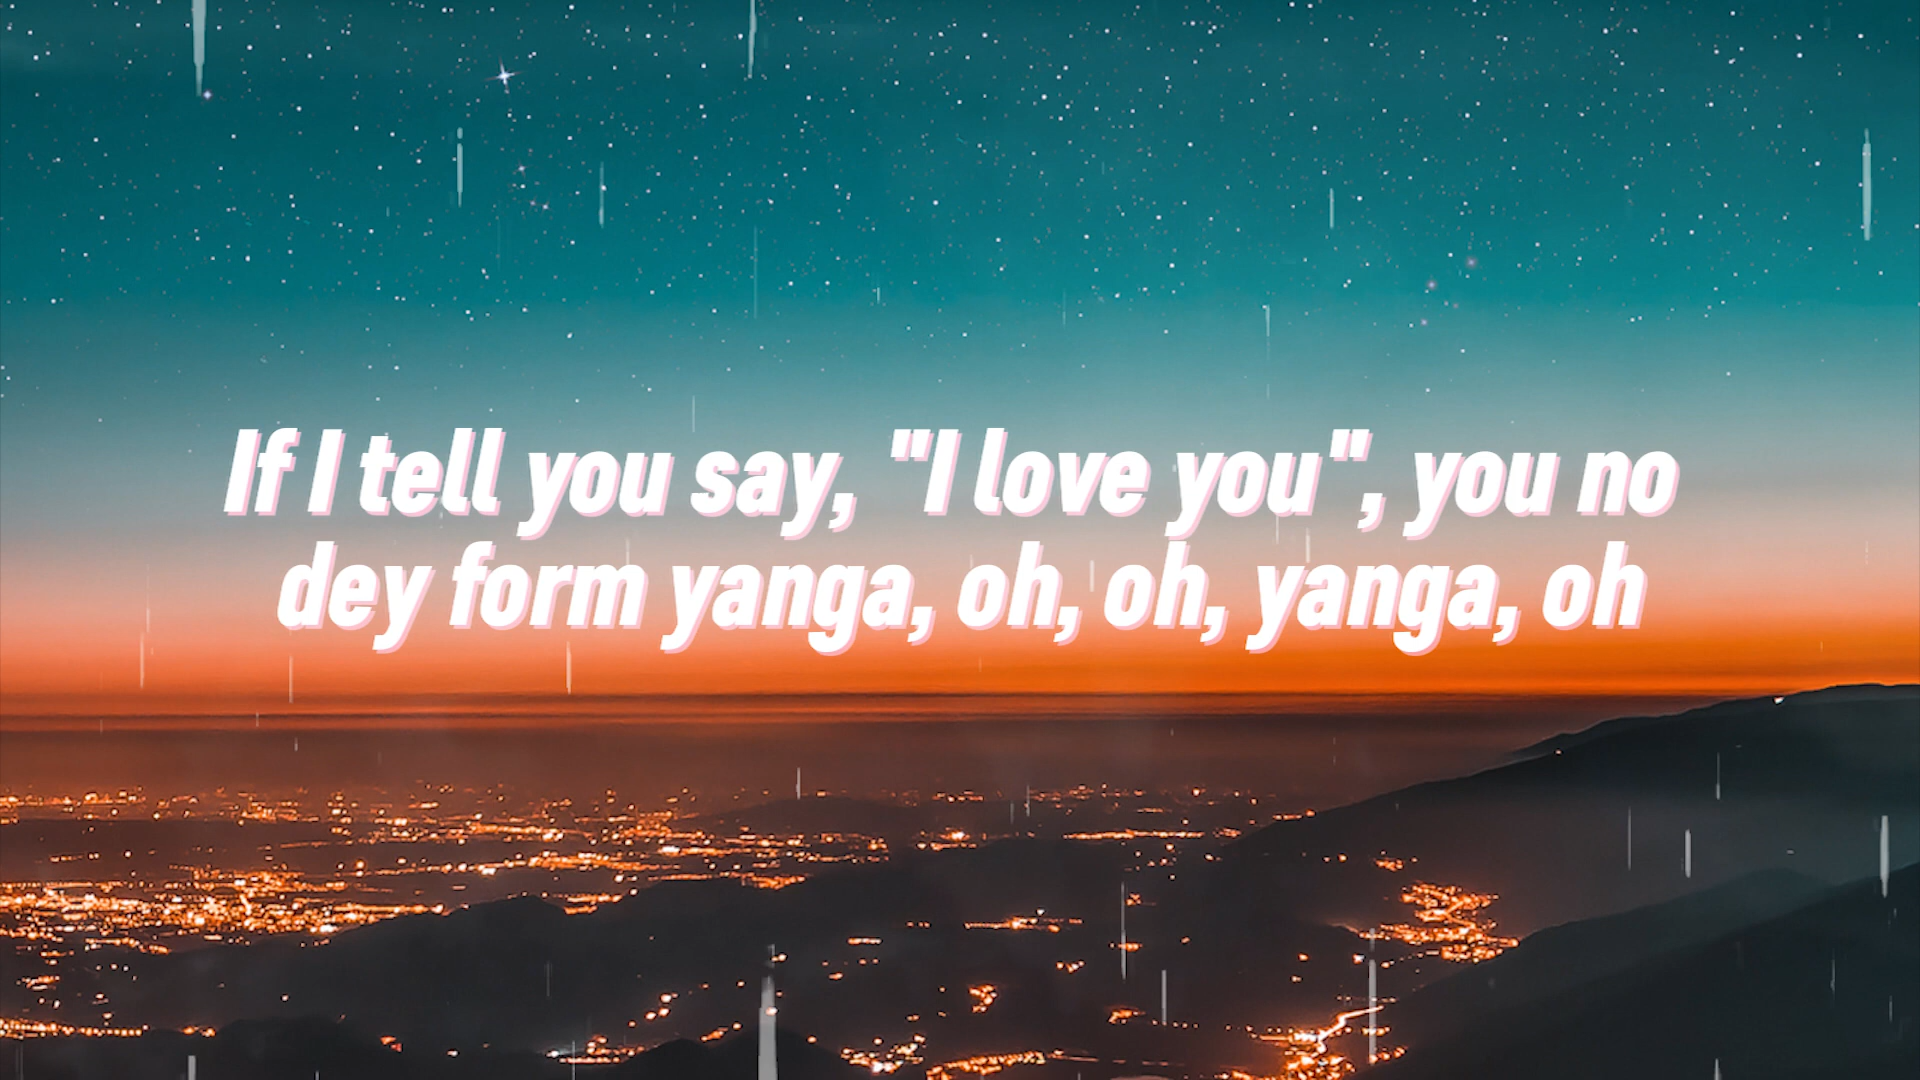 If I tell you say, "I love you", you no
dey form yanga, oh, oh, yanga, oh